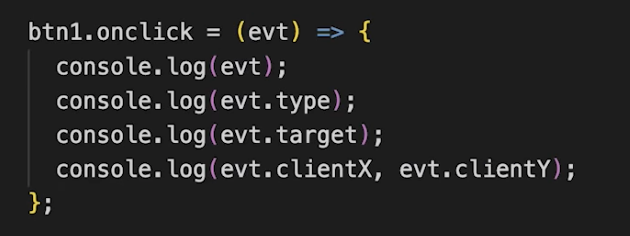 btn1.onclick = (evt) => {
  console.log(evt);
  console.log(evt.type);
  console.log(evt.target);
  console.log(evt.clientX, evt.clientY);
};